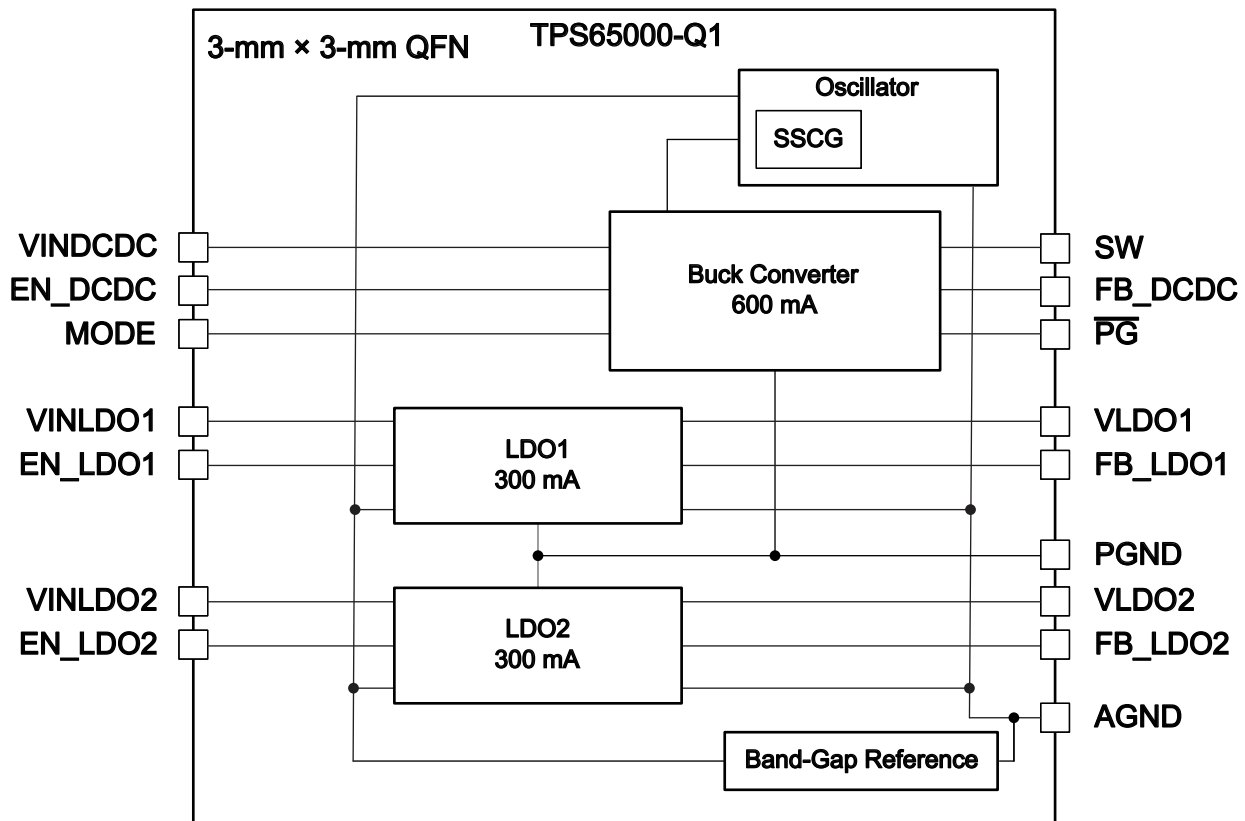 3-mm × 3-mm QFN
TPS65000-Q1
Oscillator
SSCG
Buck Converter
600 mA
VINDCDC
EN_DCDC
MODE
SW
FB_DCDC
P̅G̅
LDO1
300 mA
VINLDO1
EN_LDO1
VLDO1
FB_LDO1
PGND
LDO2
300 mA
VINLDO2
EN_LDO2
VLDO2
FB_LDO2
AGND
Band-Gap Reference